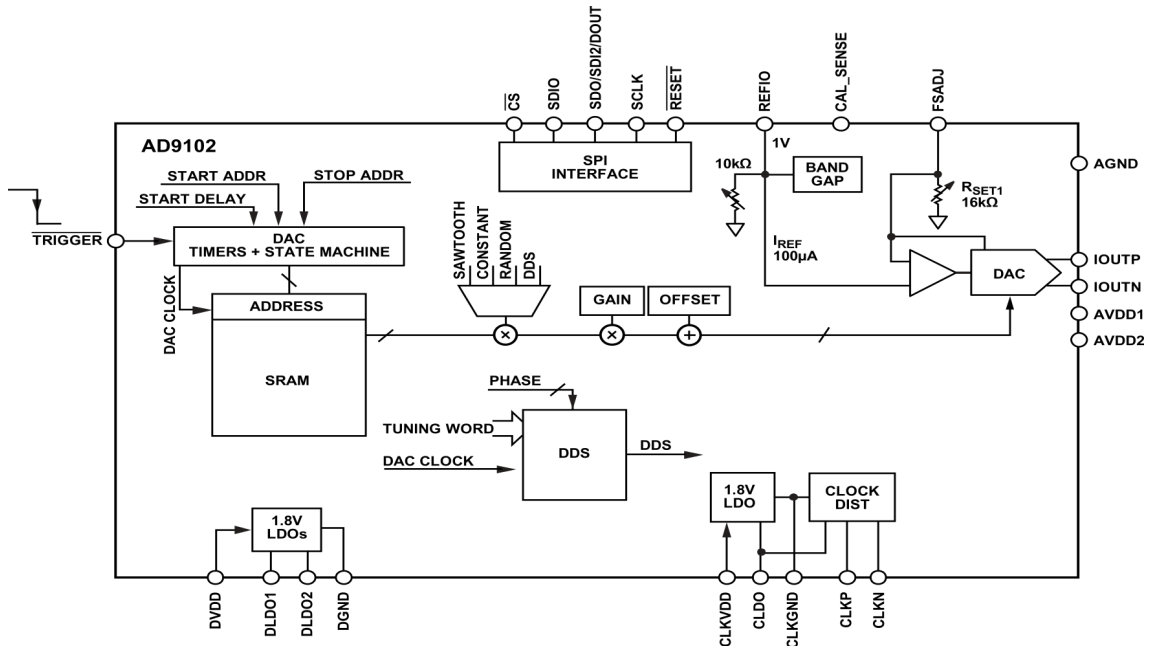 CS
SDIO
SDO/SDI2/DOUT
SCLK
RESET
REFIO
CAL_SENSE
FSADJ
AD9102
1V
SPI
INTERFACE
10kΩ
BAND
GAP
AGND
START ADDR
STOP ADDR
START DELAY
RSET1
16kΩ
TRIGGER
DAC
TIMERS + STATE MACHINE
SAWTOOTH
CONSTANT
RANDOM
DDS
IREF
100µA
DAC
IOUTP
IOUTN
AVDD1
AVDD2
DAC CLOCK
ADDRESS
SRAM
GAIN
OFFSET
×
×
+
PHASE
TUNING WORD
DAC CLOCK
DDS
DDS
1.8V
LDO
CLOCK
DIST
1.8V
LDOs
DVDD
DLDO1
DLDO2
DGND
CLKVDD
CLDO
CLKGND
CLKP
CLKN